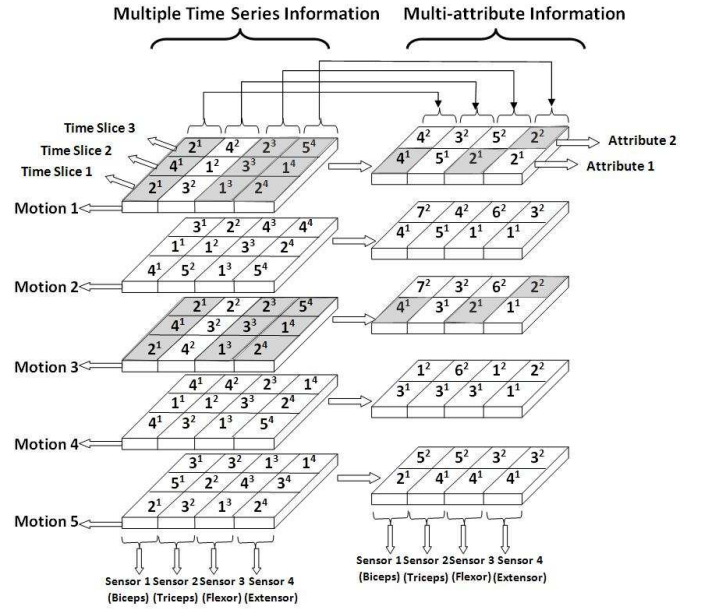 Multiple Time Series Information
Multi-attribute Information
Time Slice 3
2¹ 4² 2³ 5⁴
Time Slice 2
4¹ 1² 3³ 1⁴
Time Slice 1
2¹ 3² 1³ 2⁴
Motion 1
4² 3² 5² 2²
Attribute 2
4¹ 5¹ 2¹ 2¹
Attribute 1
3¹ 2² 4³ 4⁴
1¹ 1² 3³ 2⁴
4¹ 5² 1³ 5⁴
Motion 2
7² 4² 6² 3²
4¹ 5¹ 1¹ 1¹
2¹ 2² 2³ 5⁴
4¹ 3² 3³ 1⁴
2¹ 4² 1³ 2⁴
Motion 3
7² 3² 6² 2²
4¹ 3¹ 2¹ 1¹
4¹ 4² 2³ 1⁴
1¹ 1² 3³ 2⁴
4¹ 3² 1³ 5⁴
Motion 4
1² 6² 1² 2²
3¹ 3¹ 3¹ 1¹
3¹ 3² 1³ 1⁴
5¹ 2² 4³ 3⁴
2¹ 3² 1³ 2⁴
Motion 5
5² 5² 3² 3²
2¹ 4¹ 4¹ 4¹
Sensor 1 Sensor 2 Sensor 3 Sensor 4
(Biceps) (Triceps) (Flexor) (Extensor)
Sensor 1 Sensor 2 Sensor 3 Sensor 4
(Biceps) (Triceps) (Flexor) (Extensor)